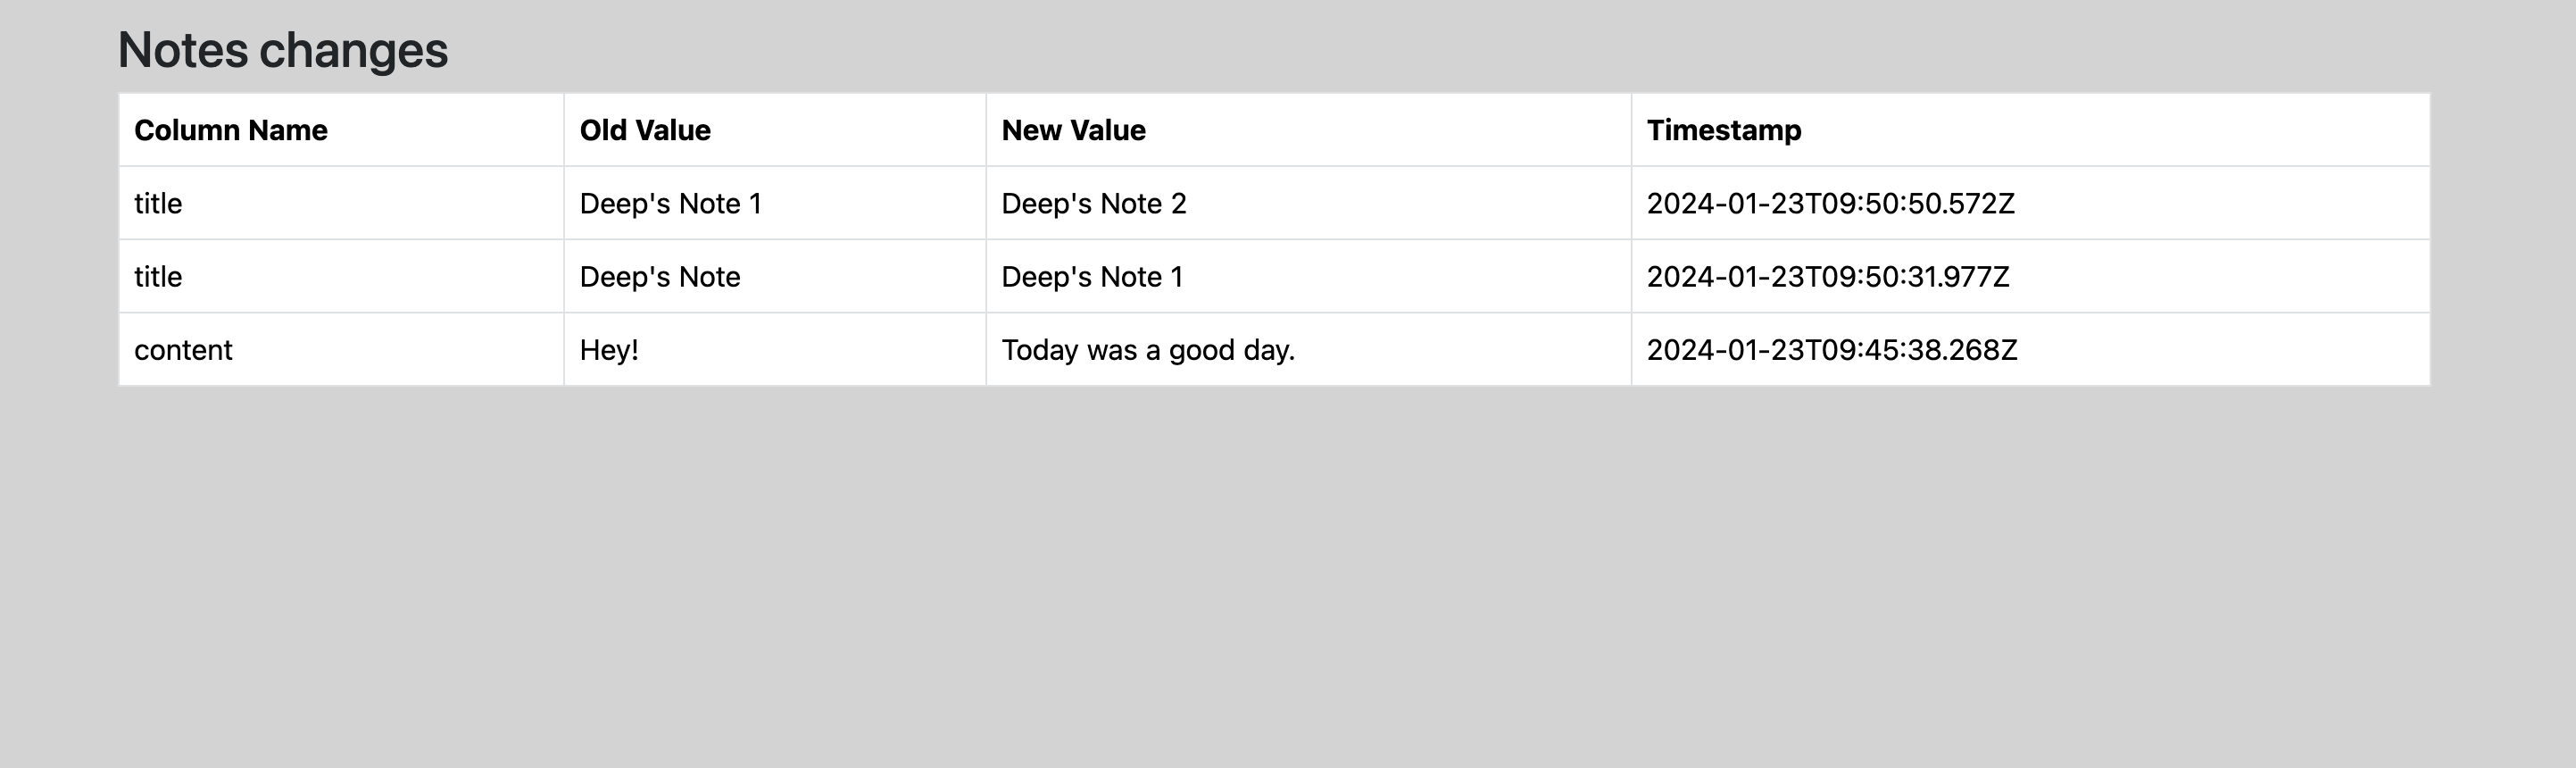 Notes changes
Column Name Old Value New Value Timestamp
title Deep's Note 1 Deep's Note 2 2024-01-23T09:50:50.572Z
title Deep's Note Deep's Note 1 2024-01-23T09:50:31.977Z
content Hey! Today was a good day. 2024-01-23T09:45:38.268Z